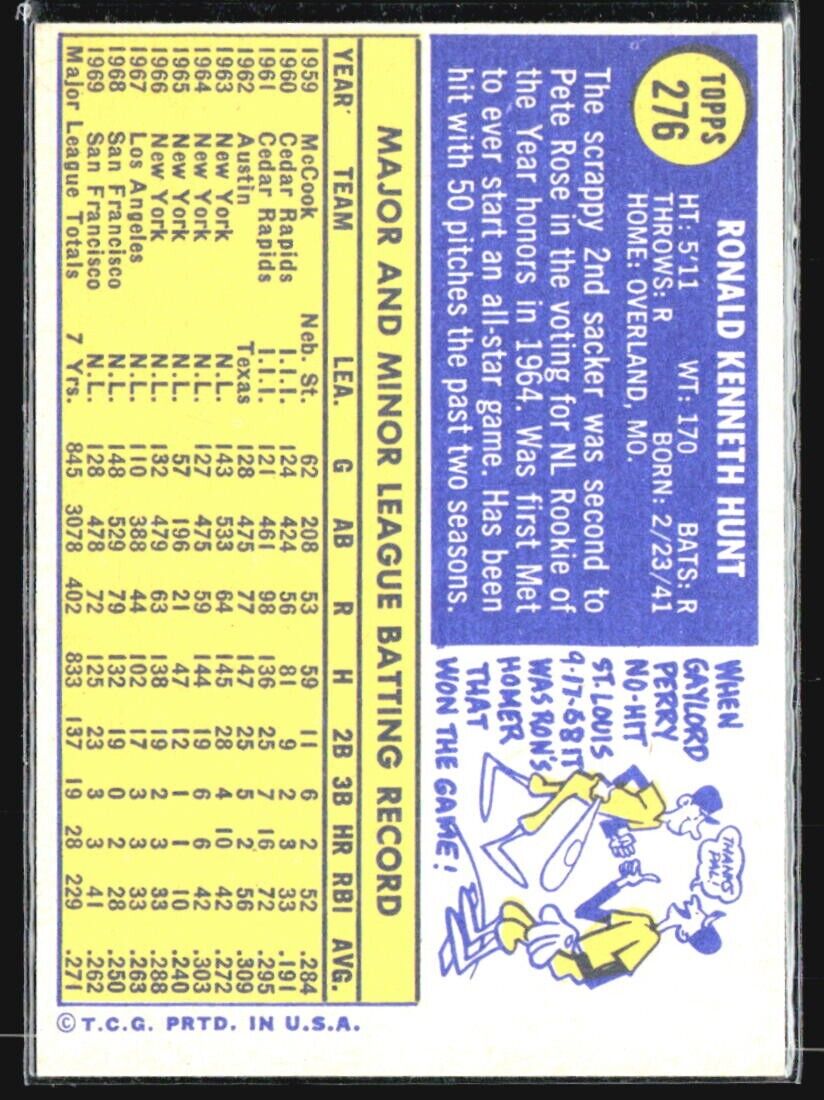 TOPPS
276
RONALD KENNETH HUNT
HT: 5'11 WT: 170 BATS: R
THROWS: R BORN: 2/23/41
HOME: OVERLAND, MO.
The scrappy 2nd sacker was second to
Pete Rose in the voting for NL Rookie of
the Year honors in 1964. Was first Met
to ever start an all-star game. Has been
hit with 50 pitches the past two seasons.
WHEN
GAYLORD
PERRY
NO-HIT
ST. LOUIS
9-17-68 IT
WAS RON'S
HOMER
THAT
WON THE GAME!
THANKS
PAL!
MAJOR AND MINOR LEAGUE BATTING RECORD
YEAR TEAM LEA. G AB R H 2B 3B HR RBI AVG.
1959 McCook Neb. St. 62 208 53 59 11 6 2 52 .284
1960 Cedar Rapids I.I.I. 124 424 56 81 9 2 3 33 .191
1961 Cedar Rapids I.I.I. 121 461 98 136 25 7 16 72 .295
1962 Austin Texas 128 475 77 147 25 5 2 56 .309
1963 New York N.L. 143 533 64 145 28 4 10 42 .272
1964 New York N.L. 127 475 59 144 19 6 6 42 .303
1965 New York N.L. 57 196 21 47 12 1 1 10 .240
1966 New York N.L. 132 479 63 138 19 2 3 33 .288
1967 Los Angeles N.L. 110 388 44 102 17 3 3 33 .263
1968 San Francisco N.L. 148 529 79 132 19 0 2 28 .250
1969 San Francisco N.L. 128 478 72 125 23 3 3 41 .262
Major League Totals 7 Yrs. 845 3078 402 833 137 19 28 229 .271
© T.C.G. PRTD. IN U.S.A.